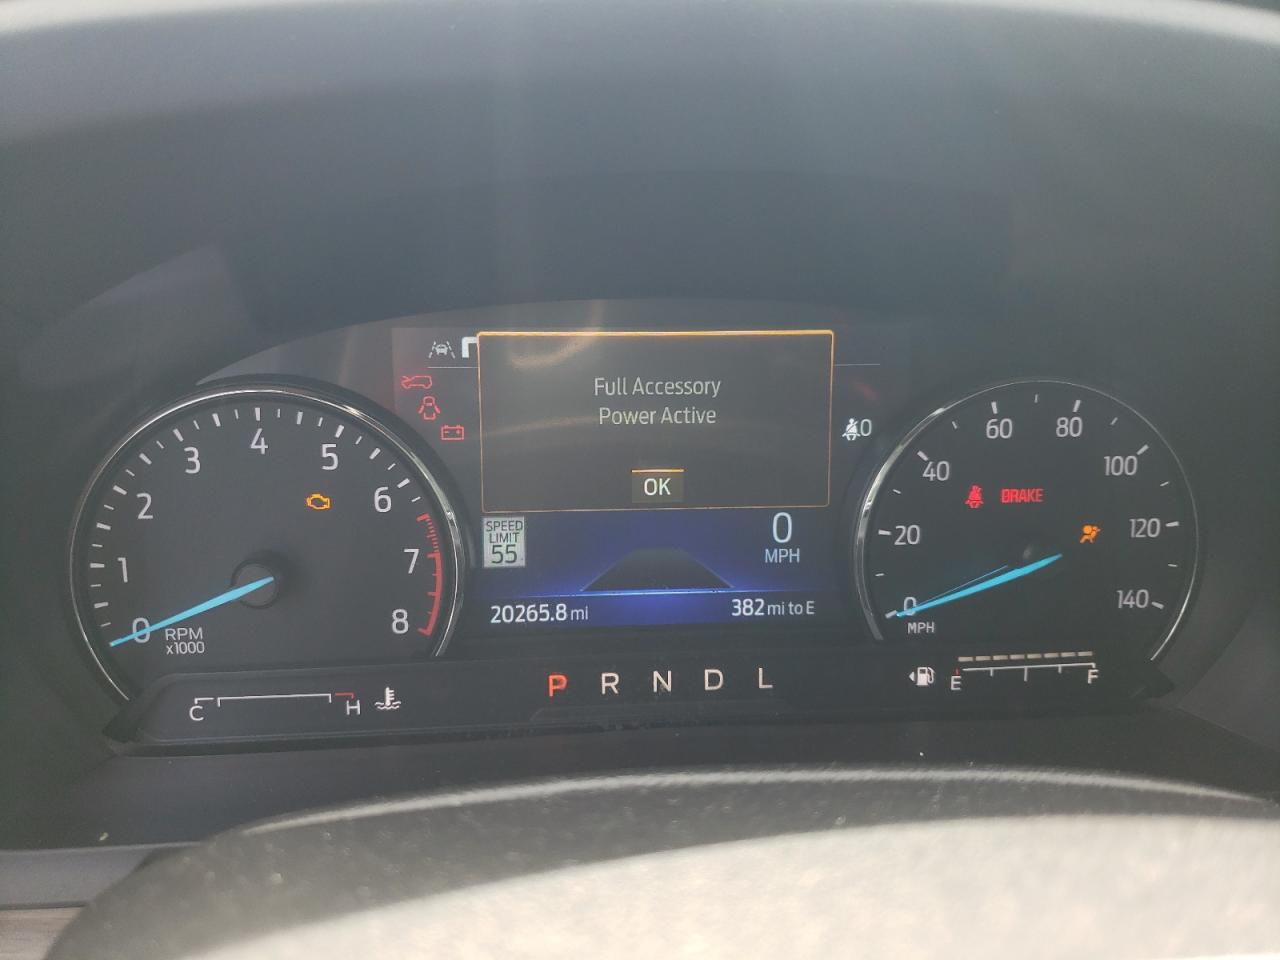 Full Accessory
Power Active
OK
0
1
2
3
4
5
6
7
8
RPM
x1000
SPEED
LIMIT
55
0
MPH
20265.8 mi
382 mi to E
0
20
40
60
80
100
120
140
MPH
BRAKE
0
C
H
P R N D L
E
F